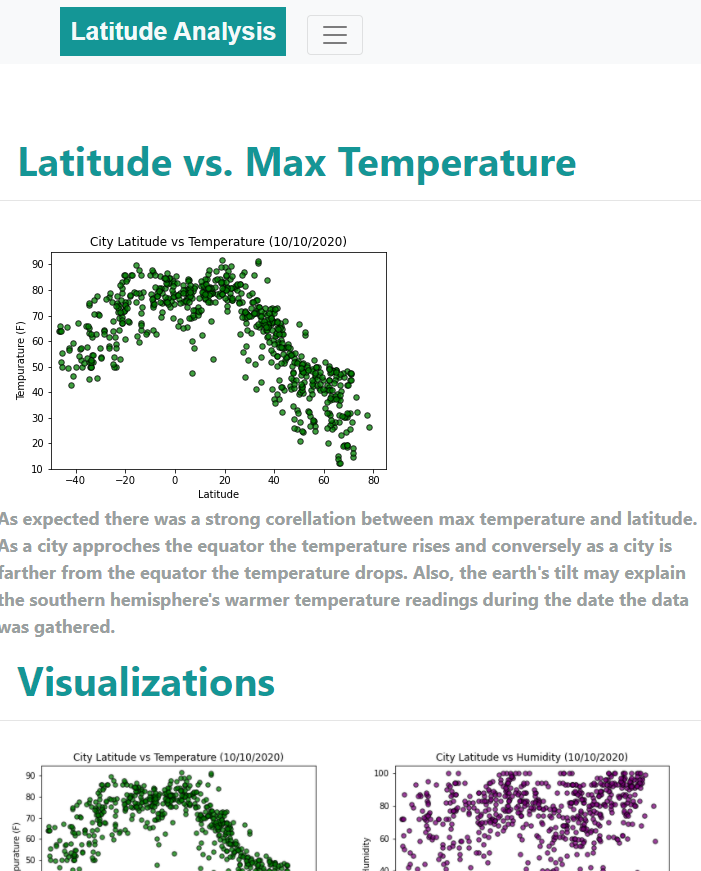 Latitude Analysis
Latitude vs. Max Temperature
City Latitude vs Temperature (10/10/2020)
90
80
70
60
50
40
30
20
10
Tempurature (F)
−40 −20 0 20 40 60 80
Latitude
As expected there was a strong corellation between max temperature and latitude.
As a city approches the equator the temperature rises and conversely as a city is
farther from the equator the temperature drops. Also, the earth's tilt may explain
the southern hemisphere's warmer temperature readings during the date the data
was gathered.
Visualizations
City Latitude vs Temperature (10/10/2020)
90
80
70
60
50
purature (F)
City Latitude vs Humidity (10/10/2020)
100
80
60
40
Humidity